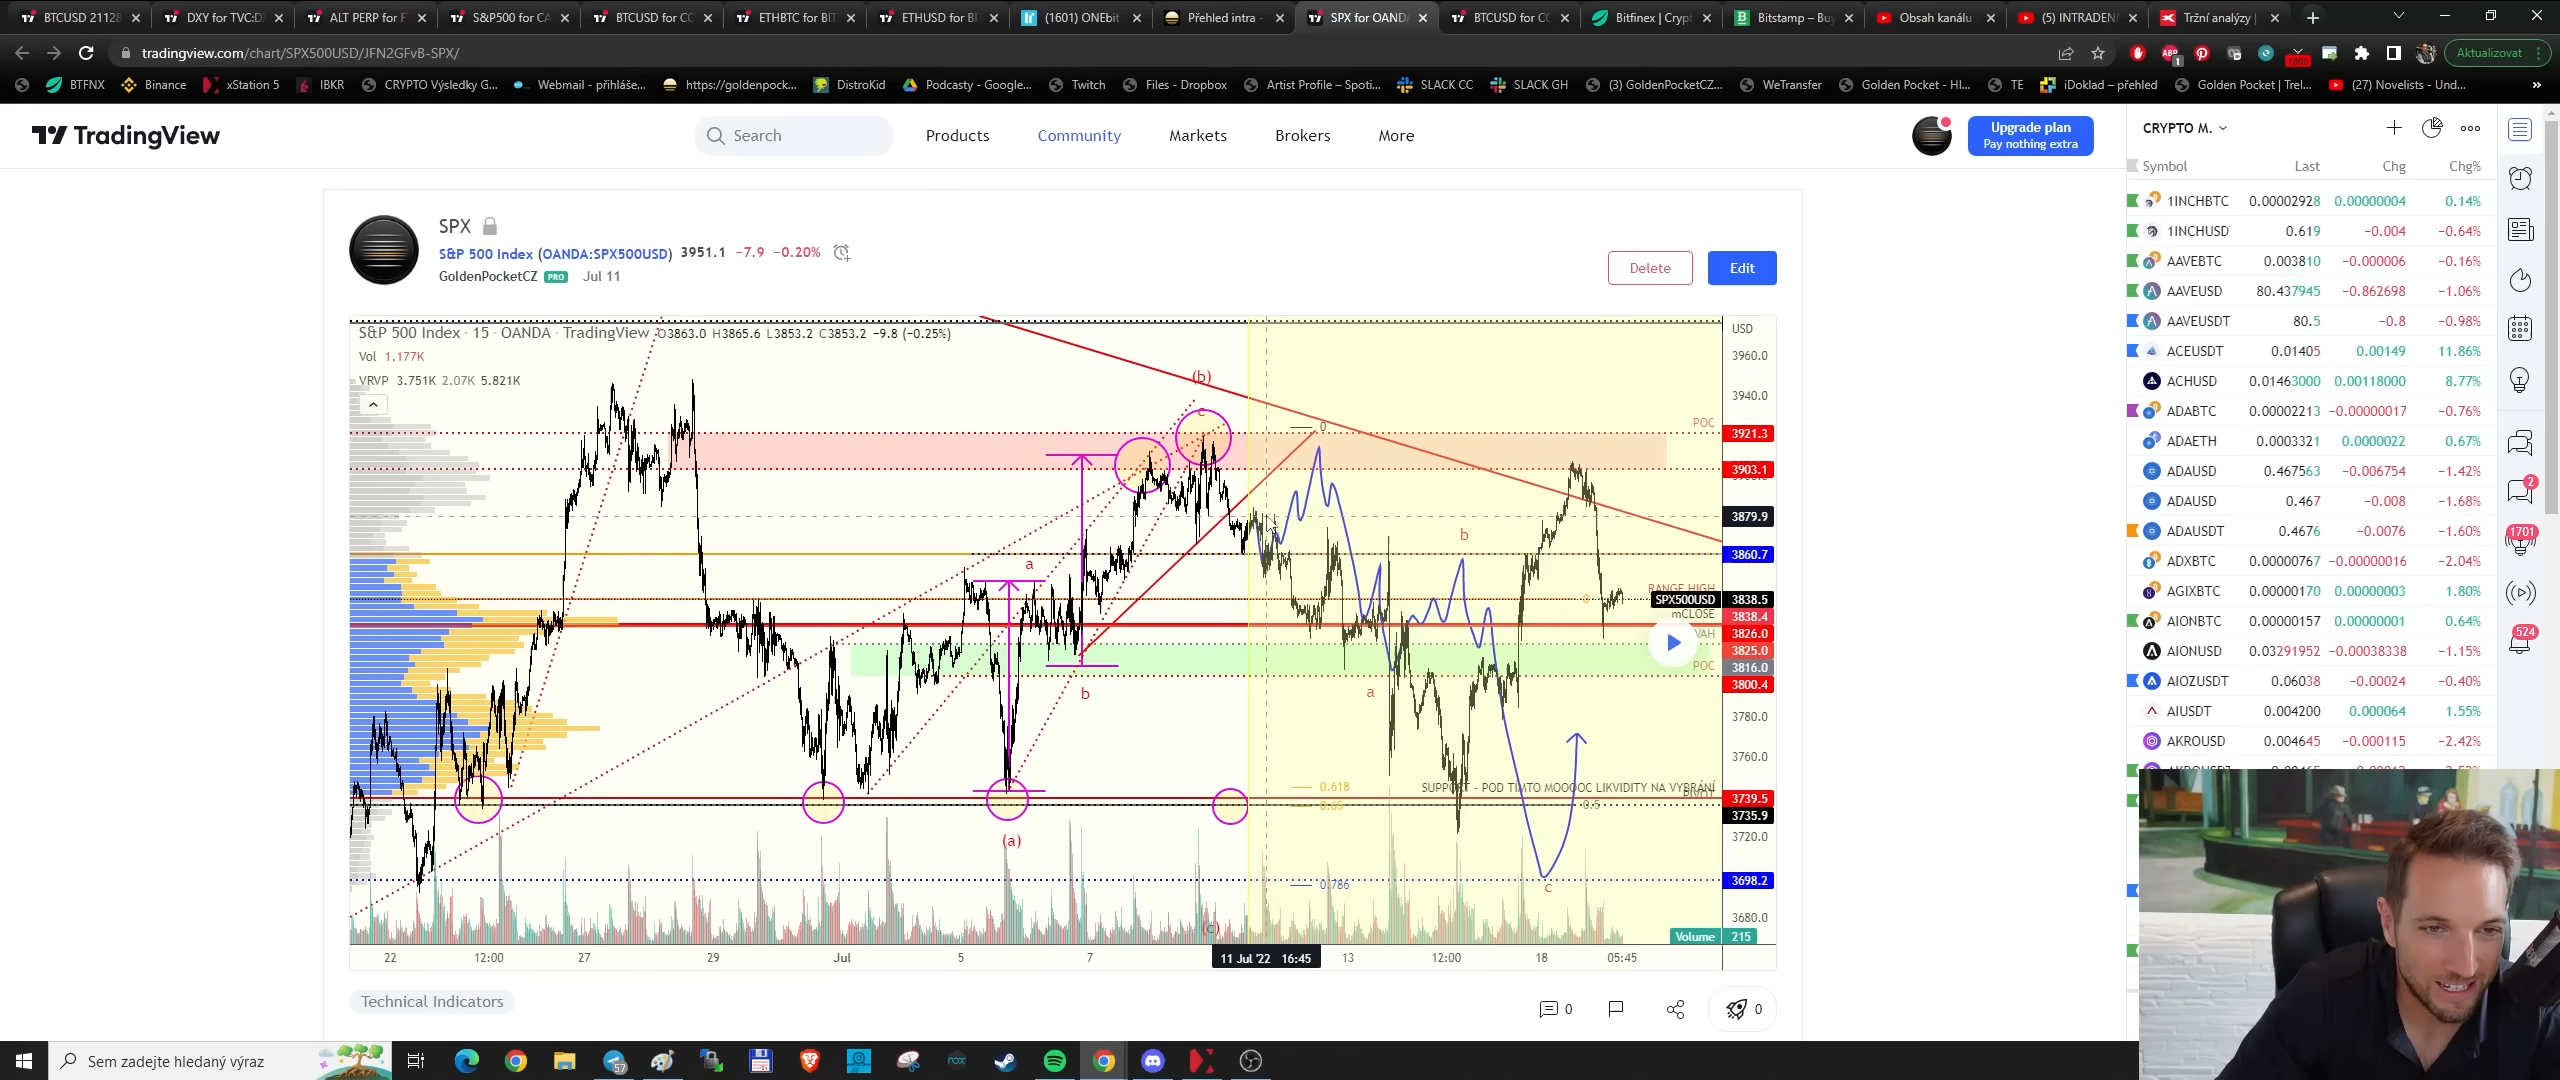 BTCUSD 21128
DXY for TVC:D
ALT PERP for F
S&P500 for CA
BTCUSD for CO
ETHBTC for BIT
ETHUSD for BI
(1601) ONEbit
Přehled intra -
SPX for OANDA
BTCUSD for CO
Bitfinex | Crypt
Bitstamp – Buy
Obsah kanálu
(5) INTRADEN
Tržní analýzy |
tradingview.com/chart/SPX500USD/JFN2GFvB-SPX/
Aktualizovat
BTFNX
Binance
xStation 5
IBKR
CRYPTO Výsledky G...
Webmail - přihláše...
https://goldenpock...
DistroKid
Podcasty - Google...
Twitch
Files - Dropbox
Artist Profile – Spoti...
SLACK CC
SLACK GH
(3) GoldenPocketCZ...
WeTransfer
Golden Pocket - Hl...
TE
iDoklad – přehled
Golden Pocket | Trel...
(27) Novelists - Und...
TradingView
Search
Products
Community
Markets
Brokers
More
Upgrade plan
Pay nothing extra
SPX
S&P 500 Index (OANDA:SPX500USD) 3951.1 −7.9 −0.20%
GoldenPocketCZ PRO Jul 11
Delete
Edit
S&P 500 Index · 15 · OANDA · TradingView O3863.0 H3865.6 L3853.2 C3853.2 −9.8 (−0.25%)
Vol 1.177K
VRVP 3.751K 2.07K 5.821K
USD
3960.0
3940.0
POC
3921.3
3903.1
3879.9
3860.7
RANGE HIGH
SPX500USD 3838.5
mCLOSE 3838.4
3826.0
VAH 3825.0
POC 3816.0
3800.4
3780.0
3760.0
SUPPORT - POD TÍMTO MOOOOC LIKVIDITY NA VYBRÁNÍ
PIVOT
3739.5
3735.9
3720.0
3698.2
3680.0
Volume 215
(b)
c
0
a
b
b
a
(a)
0
0.618
0.65
0.5
0.786
c
(c)
22
12:00
27
29
Jul
5
7
11 Jul '22 16:45
13
12:00
18
05:45
Technical Indicators
0
0
CRYPTO M.
Symbol Last Chg Chg%
1INCHBTC 0.00002928 0.00000004 0.14%
1INCHUSD 0.619 −0.004 −0.64%
AAVEBTC 0.003810 −0.000006 −0.16%
AAVEUSD 80.437945 −0.862698 −1.06%
AAVEUSDT 80.5 −0.8 −0.98%
ACEUSDT 0.01405 0.00149 11.86%
ACHUSD 0.01463000 0.00118000 8.77%
ADABTC 0.00002213 −0.00000017 −0.76%
ADAETH 0.0003321 0.0000022 0.67%
ADAUSD 0.467563 −0.006754 −1.42%
ADAUSD 0.467 −0.008 −1.68%
ADAUSDT 0.4676 −0.0076 −1.60%
ADXBTC 0.00000767 −0.00000016 −2.04%
AGIXBTC 0.00000170 0.00000003 1.80%
AIONBTC 0.00000157 0.00000001 0.64%
AIONUSD 0.03291952 −0.00038338 −1.15%
AIOZUSDT 0.06038 −0.00024 −0.40%
AIUSDT 0.004200 0.000064 1.55%
AKROUSD 0.004645 −0.000115 −2.42%
2
1701
524
Sem zadejte hledaný výraz
57